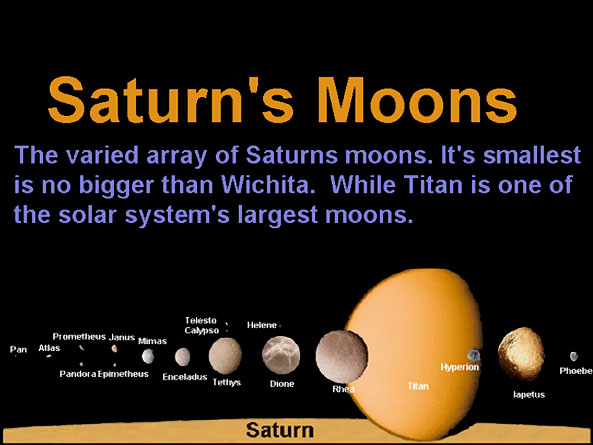 Saturn's Moons
The varied array of Saturns moons. It's smallest
is no bigger than Wichita.  While Titan is one of
the solar system's largest moons.
Pan
Atlas
Prometheus
Pandora
Janus
Epimetheus
Mimas
Enceladus
Telesto
Calypso
Tethys
Helene
Dione
Rhea
Titan
Hyperion
Iapetus
Phoebe
Saturn